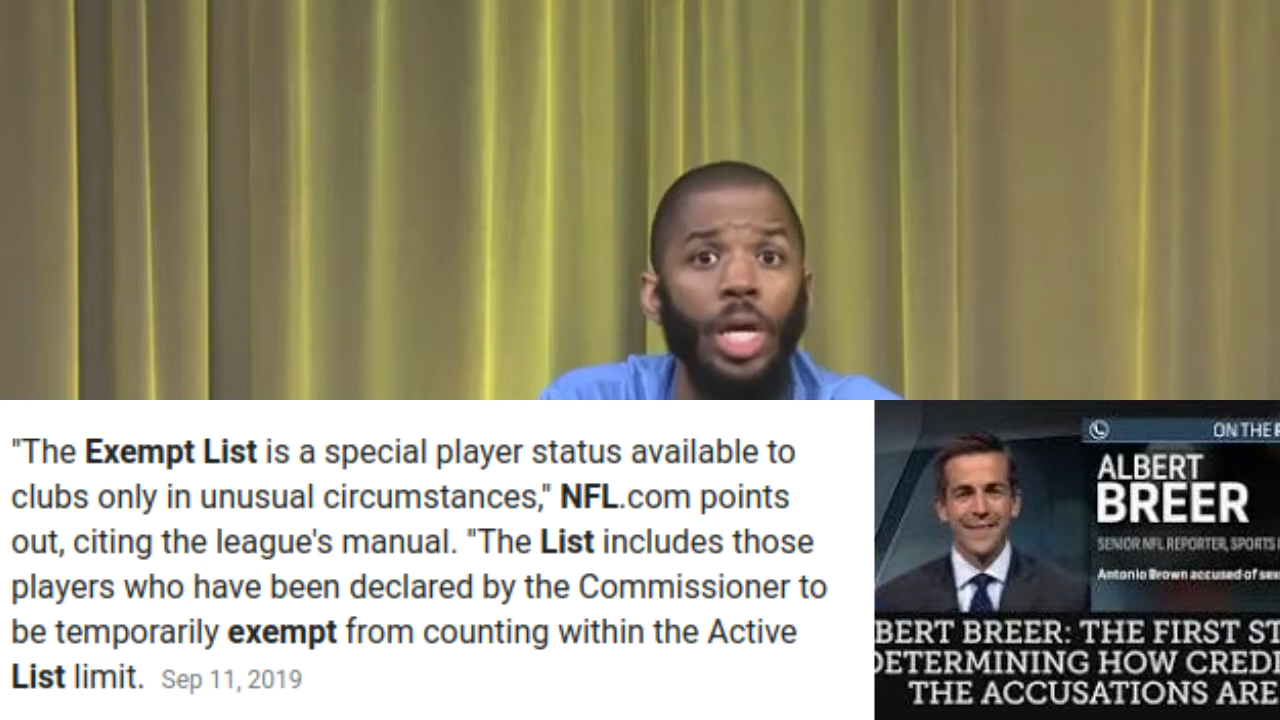 "The Exempt List is a special player status available to
clubs only in unusual circumstances," NFL.com points
out, citing the league's manual. "The List includes those
players who have been declared by the Commissioner to
be temporarily exempt from counting within the Active
List limit. Sep 11, 2019
ON THE
ALBERT
BREER
SENIOR NFL REPORTER, SPORTS
Antonio Brown accused of
BERT BREER: THE FIRST ST
DETERMINING HOW CREDI
THE ACCUSATIONS ARE